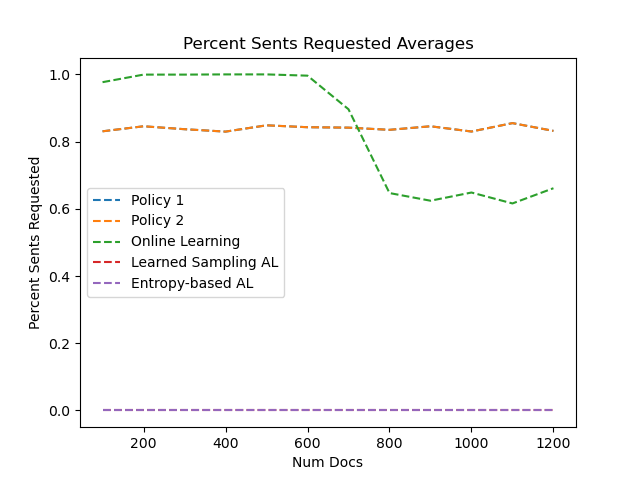 Percent Sents Requested Averages
Percent Sents Requested
1.0
0.8
0.6
0.4
0.2
0.0
Policy 1
Policy 2
Online Learning
Learned Sampling AL
Entropy-based AL
200 400 600 800 1000 1200
Num Docs